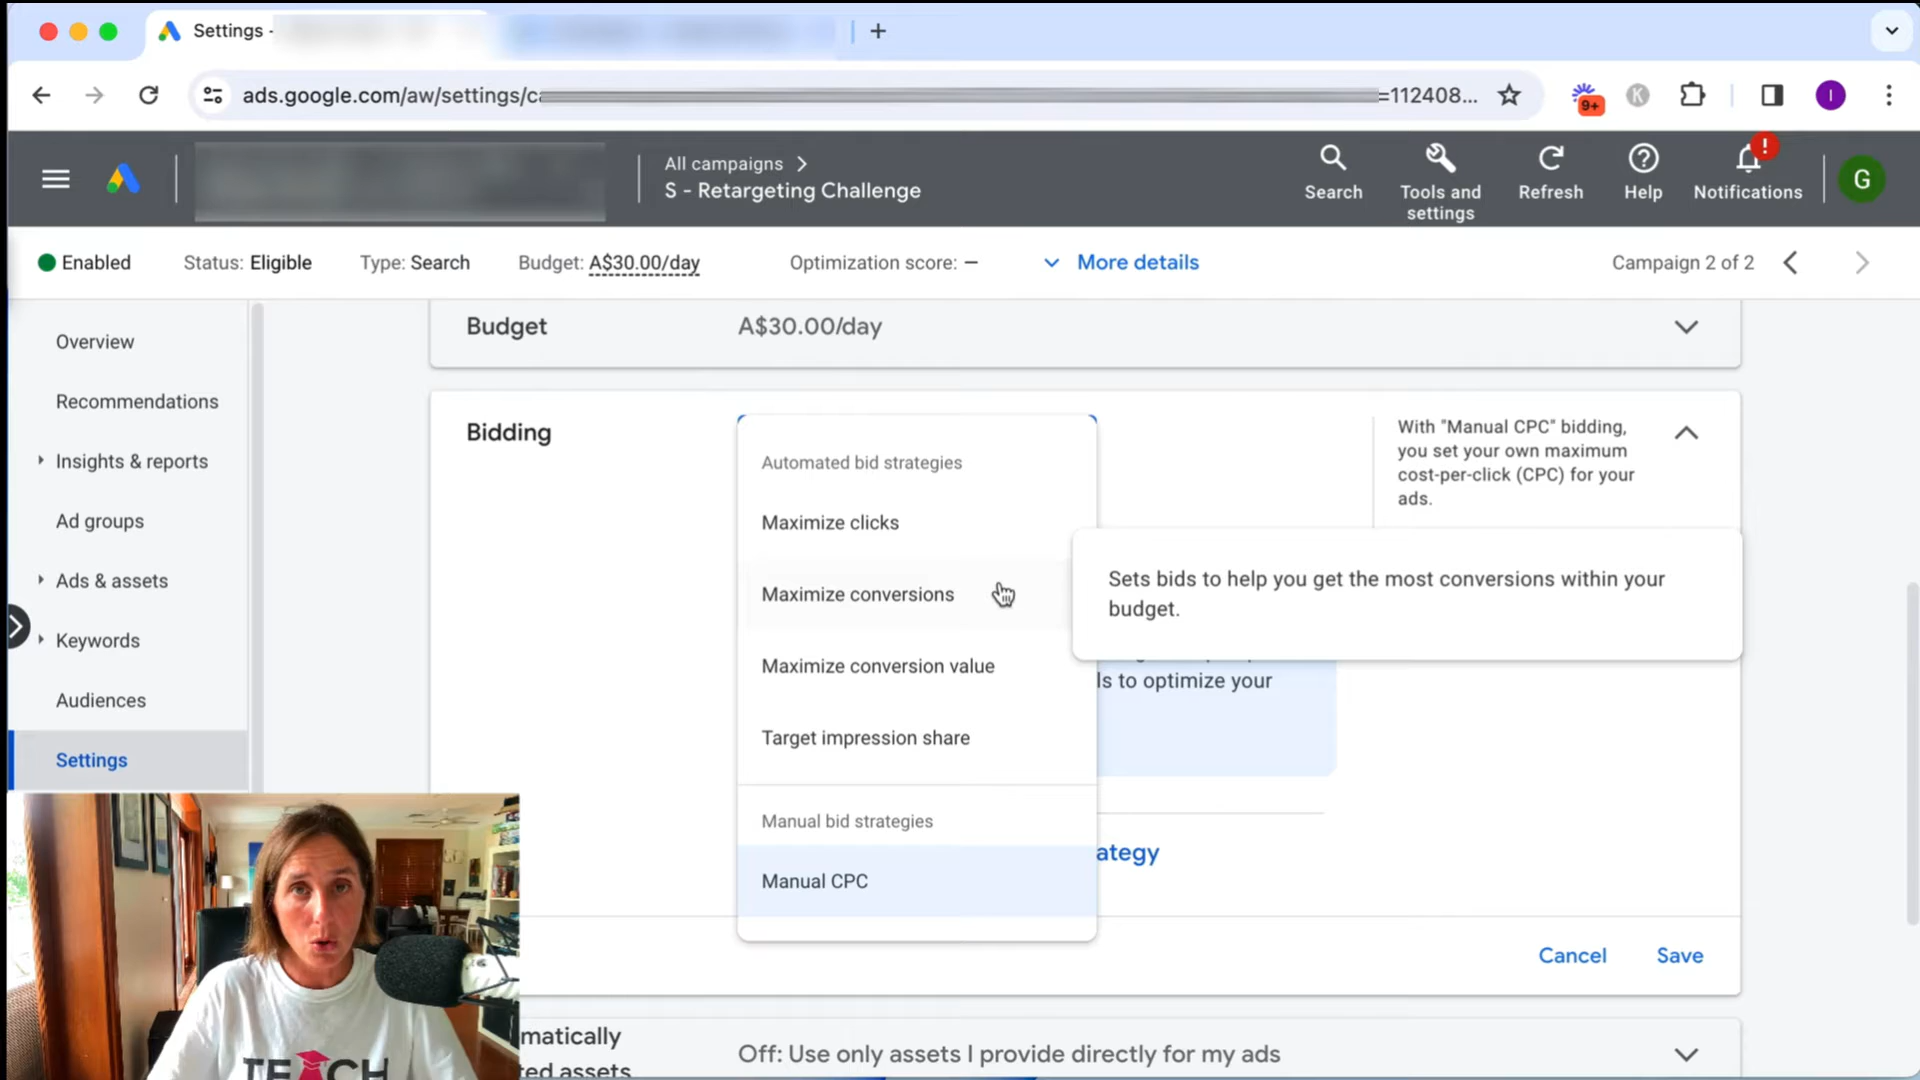 Settings -
ads.google.com/aw/settings/c
=112408...
9+
K
I
All campaigns
S - Retargeting Challenge
Search
Tools and
settings
Refresh
Help
!
Notifications
G
Enabled
Status: Eligible
Type: Search
Budget: A$30.00/day
Optimization score: –
More details
Campaign 2 of 2
Overview
Recommendations
Insights & reports
Ad groups
Ads & assets
Keywords
Audiences
Settings
Budget
A$30.00/day
Bidding
Automated bid strategies
Maximize clicks
Maximize conversions
Maximize conversion value
Target impression share
Manual bid strategies
Manual CPC
With "Manual CPC" bidding,
you set your own maximum
cost-per-click (CPC) for your
ads.
Sets bids to help you get the most conversions within your
budget.
ls to optimize your
ategy
Cancel
Save
matically
ted assets
Off: Use only assets I provide directly for my ads
TEACH